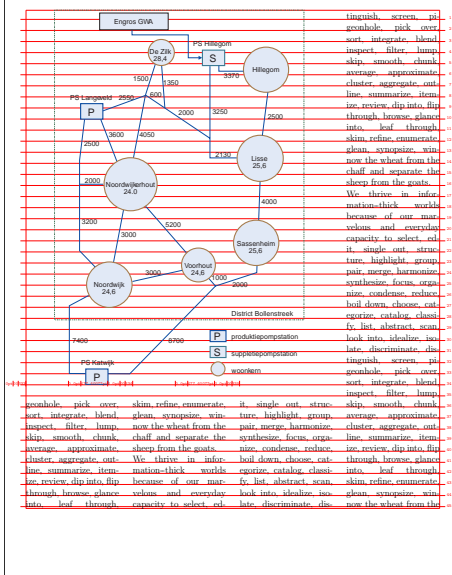 Engros GWA
De Zilk
28,4
PS Hillegom
S
Hillegom
3370
1500
1350
600
PS Langveld
2550
P
2000
3250
2500
3600
4050
2500
2130
Lisse
25,6
2000
Noordwijkerhout
24.0
4000
3200
3000
5200
Sassenheim
25,6
Voorhout
24,6
3000
1000
2000
Noordwijk
24,6
District Bollenstreek
7400
8700
P produktiepompstation
S suppletiepompstation
woonkern
PS Katwijk
P
geonhole, pick over,
sort, integrate, blend,
inspect, filter, lump,
skip, smooth, chunk,
average, approximate,
cluster, aggregate, out-
line, summarize, item-
ize, review, dip into, flip
through, browse, glance
into, leaf through,
skim, refine, enumerate,
glean, synopsize, win-
now the wheat from the
chaff and separate the
sheep from the goats.
We thrive in infor-
mation-thick worlds
because of our mar-
velous and everyday
capacity to select, ed-
it, single out, struc-
ture, highlight, group,
pair, merge, harmonize,
synthesize, focus, orga-
nize, condense, reduce,
boil down, choose, cat-
egorize, catalog, classi-
fy, list, abstract, scan,
look into, idealize, iso-
late, discriminate, dis-
tinguish, screen, pi-
geonhole, pick over,
sort, integrate, blend,
inspect, filter, lump,
skip, smooth, chunk,
average, approximate,
cluster, aggregate, out-
line, summarize, item-
ize, review, dip into, flip
through, browse, glance
into, leaf through,
skim, refine, enumerate,
glean, synopsize, win-
now the wheat from the
chaff and separate the
sheep from the goats.
We thrive in infor-
mation-thick worlds
because of our mar-
velous and everyday
capacity to select, ed-
it, single out, struc-
ture, highlight, group,
pair, merge, harmonize,
synthesize, focus, orga-
nize, condense, reduce,
boil down, choose, cat-
egorize, catalog, classi-
fy, list, abstract, scan,
look into, idealize, iso-
late, discriminate, dis-
tinguish, screen, pi-
geonhole, pick over,
sort, integrate, blend,
inspect, filter, lump,
skip, smooth, chunk,
average, approximate,
cluster, aggregate, out-
line, summarize, item-
ize, review, dip into, flip
through, browse, glance
into, leaf through,
skim, refine, enumerate,
glean, synopsize, win-
now the wheat from the